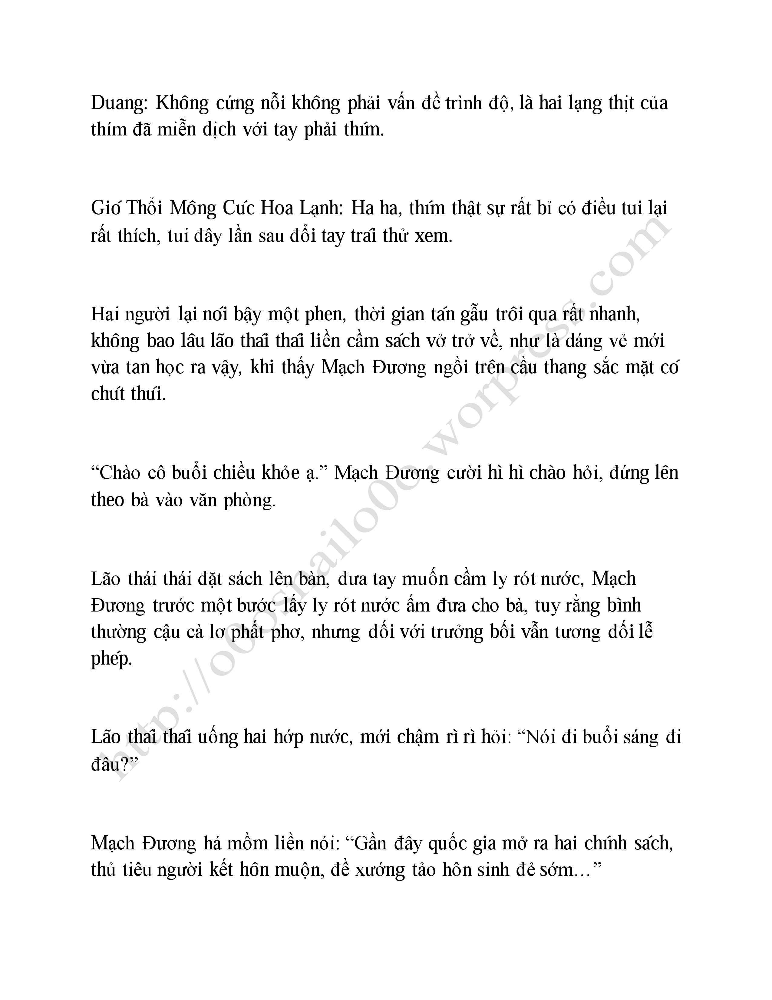 Duang: Không cứng nỗi không phải vấn đề trình độ, là hai lạng thịt của
thím đã miễn dịch với tay phải thím.
Gió Thổi Mông Cúc Hoa Lạnh: Ha ha, thím thật sự rất bỉ có điều tui lại
rất thích, tui đây lần sau đổi tay trái thử xem.
Hai người lại nói bậy một phen, thời gian tán gẫu trôi qua rất nhanh,
không bao lâu lão thái thái liền cầm sách vở trở về, như là dáng vẻ mới
vừa tan học ra vậy, khi thấy Mạch Đương ngồi trên cầu thang sắc mặt có
chút thúi.
“Chào cô buổi chiều khỏe ạ.” Mạch Đương cười hì hì chào hỏi, đứng lên
theo bà vào văn phòng.
Lão thái thái đặt sách lên bàn, đưa tay muốn cầm ly rót nước, Mạch
Đương trước một bước lấy ly rót nước ấm đưa cho bà, tuy rằng bình
thường cậu cà lơ phất phơ, nhưng đối với trưởng bối vẫn tương đối lễ
phép.
Lão thái thái uống hai hớp nước, mới chậm rì rì hỏi: “Nói đi buổi sáng đi
đâu?”
Mạch Đương há mồm liền nói: “Gần đây quốc gia mở ra hai chính sách,
thủ tiêu người kết hôn muộn, đề xướng tảo hôn sinh đẻ sớm…”
http://o0osnailo0o.worpress.com